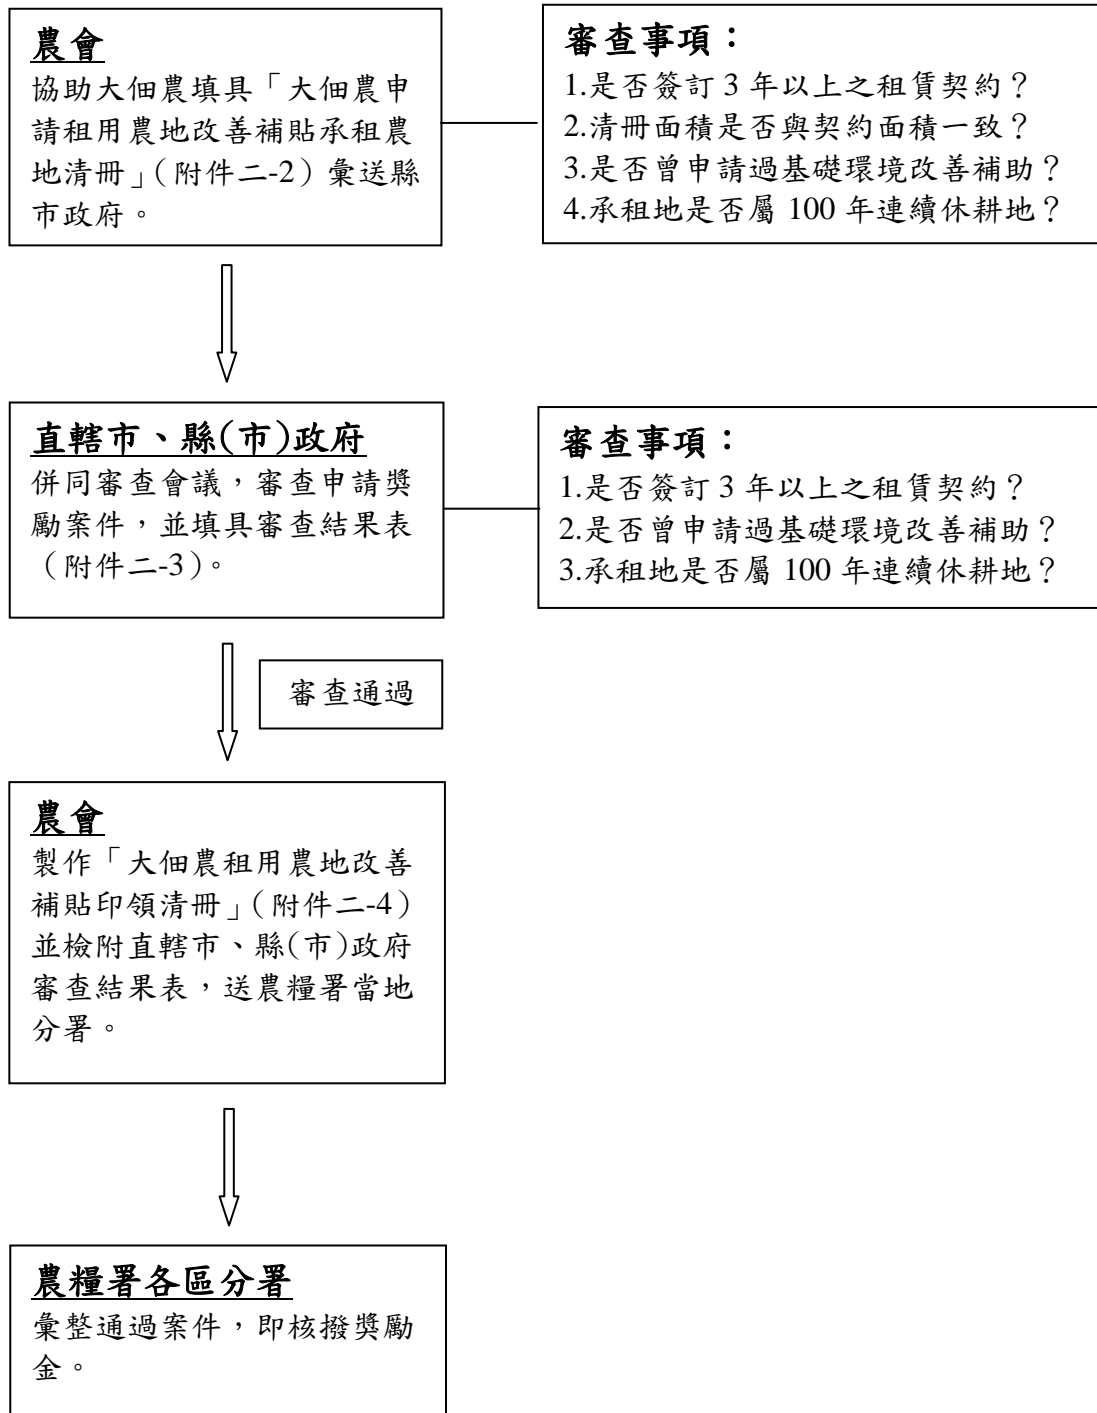 農會
協助大佃農填具「大佃農申
請租用農地改善補貼承租農
地清冊」（附件二-2）彙送縣
市政府。
審查事項：
1.是否簽訂 3 年以上之租賃契約？
2.清冊面積是否與契約面積一致？
3.是否曾申請過基礎環境改善補助？
4.承租地是否屬 100 年連續休耕地？
直轄市、縣(市)政府
併同審查會議，審查申請獎
勵案件，並填具審查結果表
（附件二-3）。
審查事項：
1.是否簽訂 3 年以上之租賃契約？
2.是否曾申請過基礎環境改善補助？
3.承租地是否屬 100 年連續休耕地？
審查通過
農會
製作「大佃農租用農地改善
補貼印領清冊」（附件二-4）
並檢附直轄市、縣(市)政府
審查結果表，送農糧署當地
分署。
農糧署各區分署
彙整通過案件，即核撥獎勵
金。